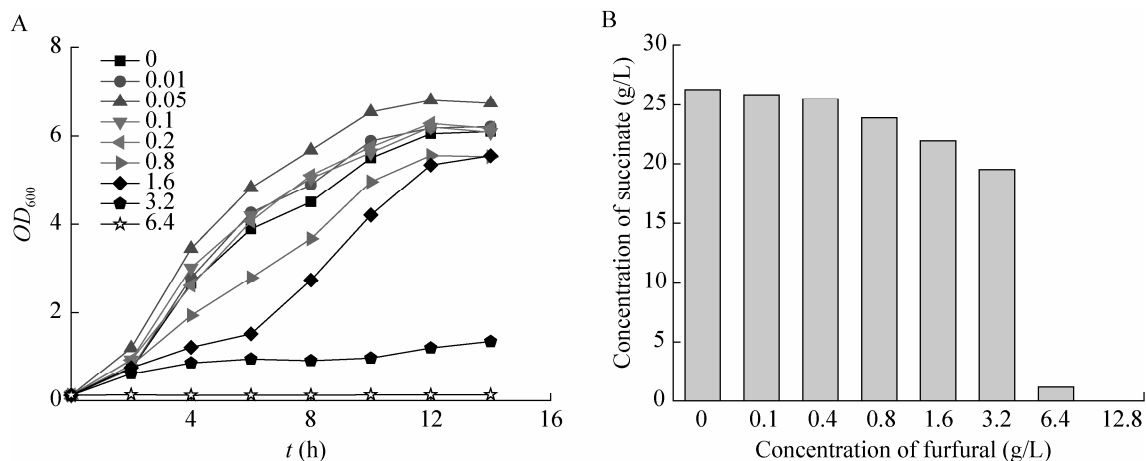 A
8
6
4
2
0
OD600
0
0.01
0.05
0.1
0.2
0.8
1.6
3.2
6.4
4 8 12 16
t (h)
B
30
25
20
15
10
5
0
Concentration of succinate (g/L)
0 0.1 0.4 0.8 1.6 3.2 6.4 12.8
Concentration of furfural (g/L)